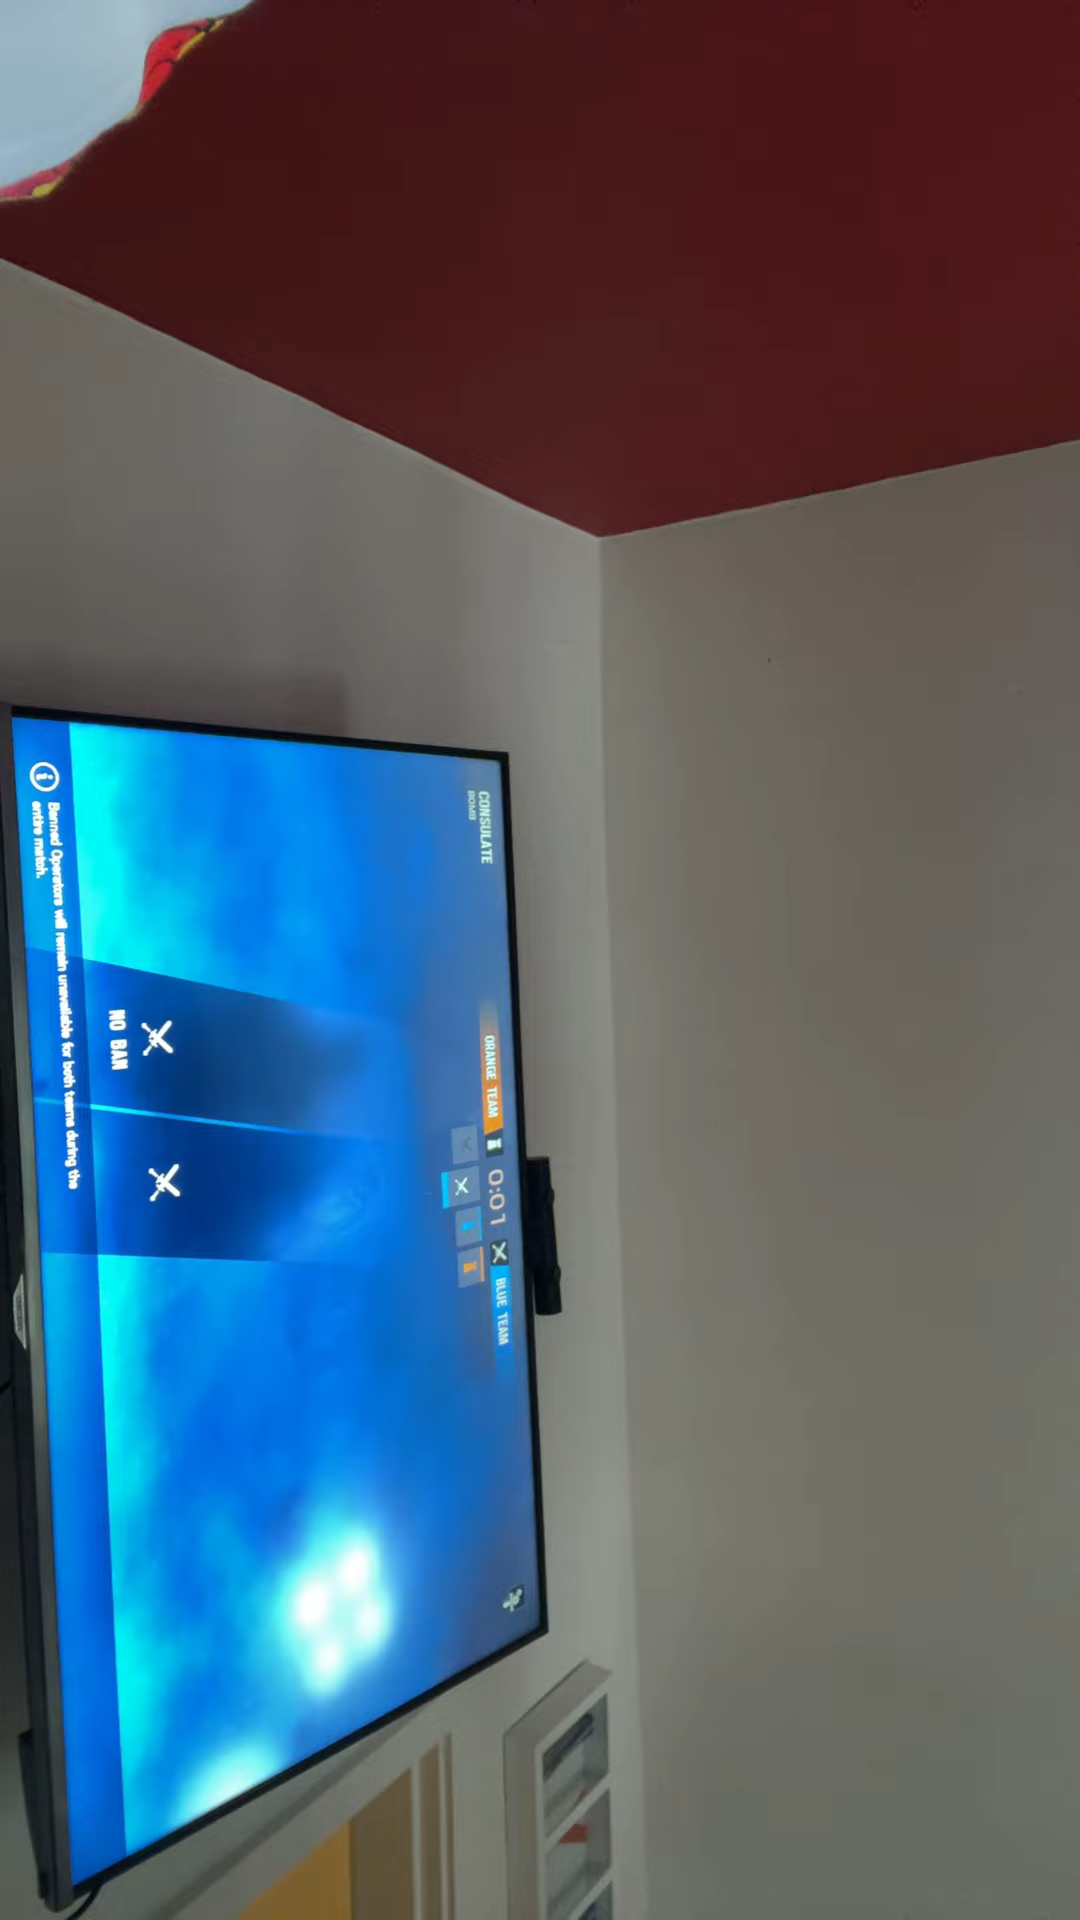 CONSULATE
BOMB
ORANGE TEAM
0:01
BLUE TEAM
NO BAN
Banned Operators will remain unavailable for both teams during the
entire match.